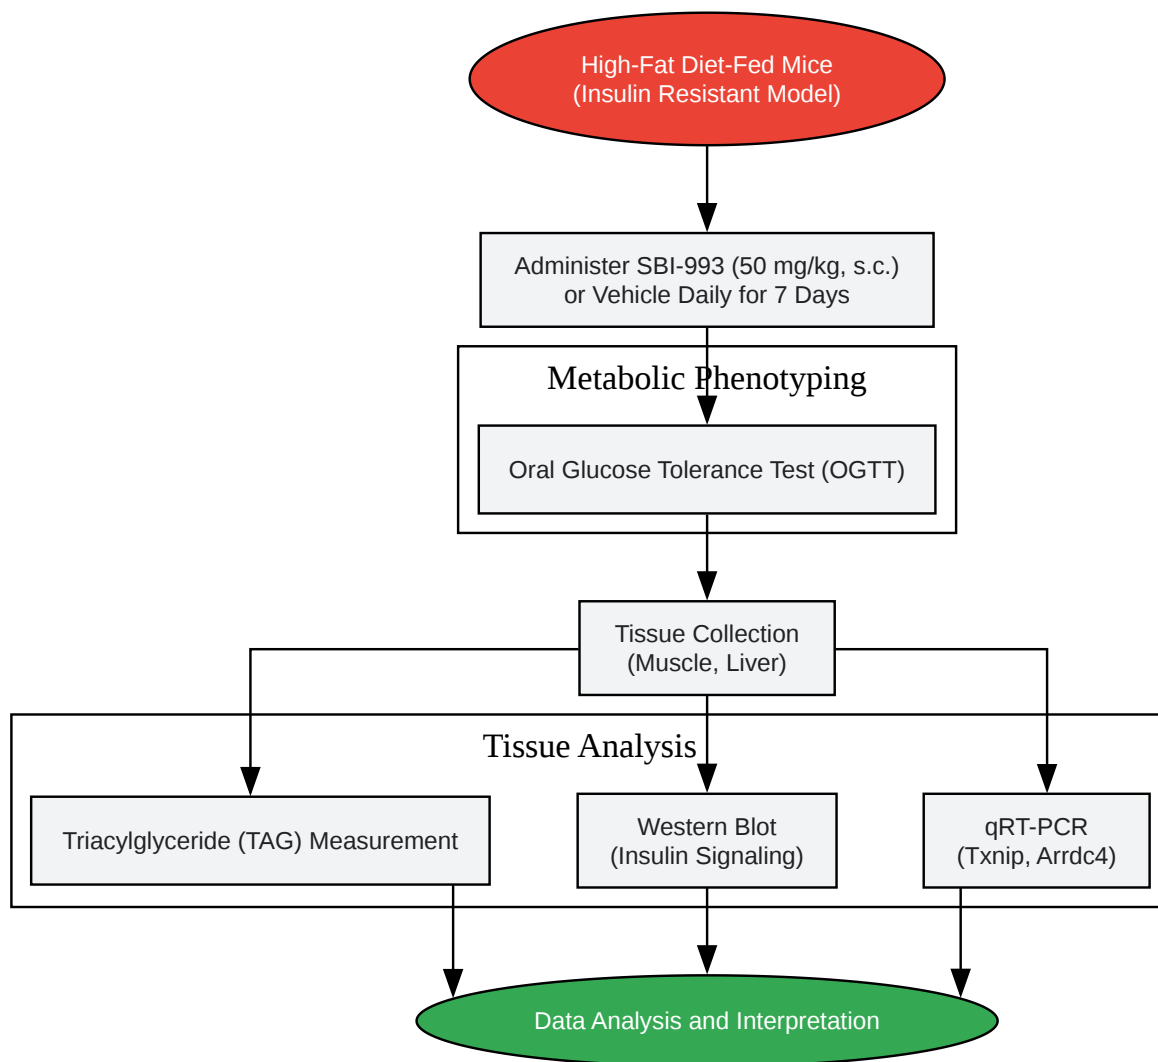 High-Fat Diet-Fed Mice
(Insulin Resistant Model)
Administer SBI-993 (50 mg/kg, s.c.)
or Vehicle Daily for 7 Days
Metabolic Phenotyping
Oral Glucose Tolerance Test (OGTT)
Tissue Collection
(Muscle, Liver)
Tissue Analysis
Triacylglyceride (TAG) Measurement
Western Blot
(Insulin Signaling)
qRT-PCR
(Txnip, Arrdc4)
Data Analysis and Interpretation